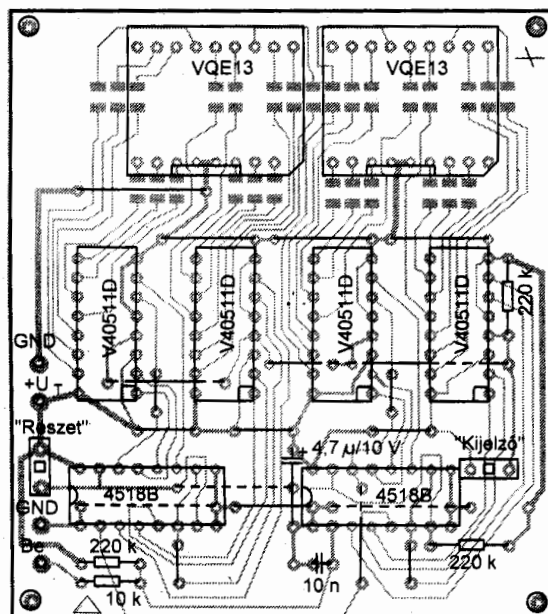 VQE13
VQE13
V40511D
V40511D
V40511D
V40511D
220 k
GND
+U
"Reszet"
4,7 µ/10 V
"Kijelző"
4518B
4518B
GND
Be
220 k
10 k
10 n
220 k